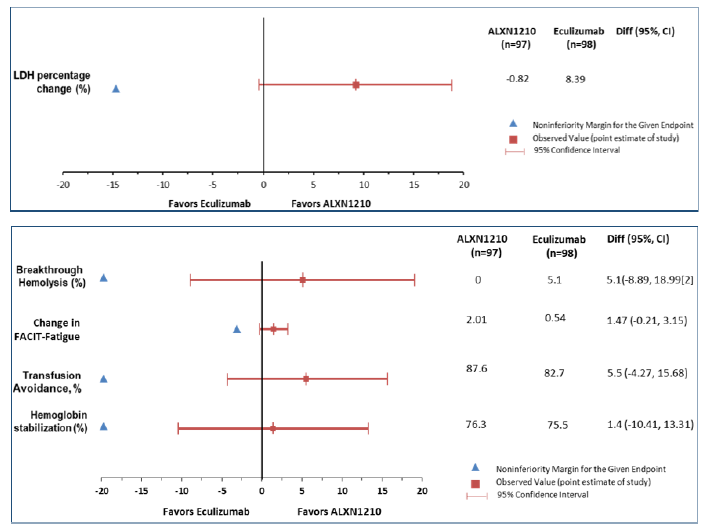 ALXN1210 Eculizumab Diff (95%, CI)
(n=97) (n=98)
LDH percentage
change (%)
-0.82 8.39
Noninferiority Margin for the Given Endpoint
Observed Value (point estimate of study)
95% Confidence Interval
-20 -15 -10 -5 0 5 10 15 20
Favors Eculizumab Favors ALXN1210
ALXN1210 Eculizumab Diff (95%, CI)
(n=97) (n=98)
Breakthrough
Hemolysis (%)
0 5.1 5.1(-8.89, 18.99[2]
Change in
FACIT-Fatigue
2.01 0.54 1.47 (-0.21, 3.15)
Transfusion
Avoidance, %
87.6 82.7 5.5 (-4.27, 15.68)
Hemoglobin
stabilization (%)
76.3 75.5 1.4 (-10.41, 13.31)
Noninferiority Margin for the Given Endpoint
Observed Value (point estimate of study)
95% Confidence Interval
-20 -15 -10 -5 0 5 10 15 20
Favors Eculizumab Favors ALXN1210